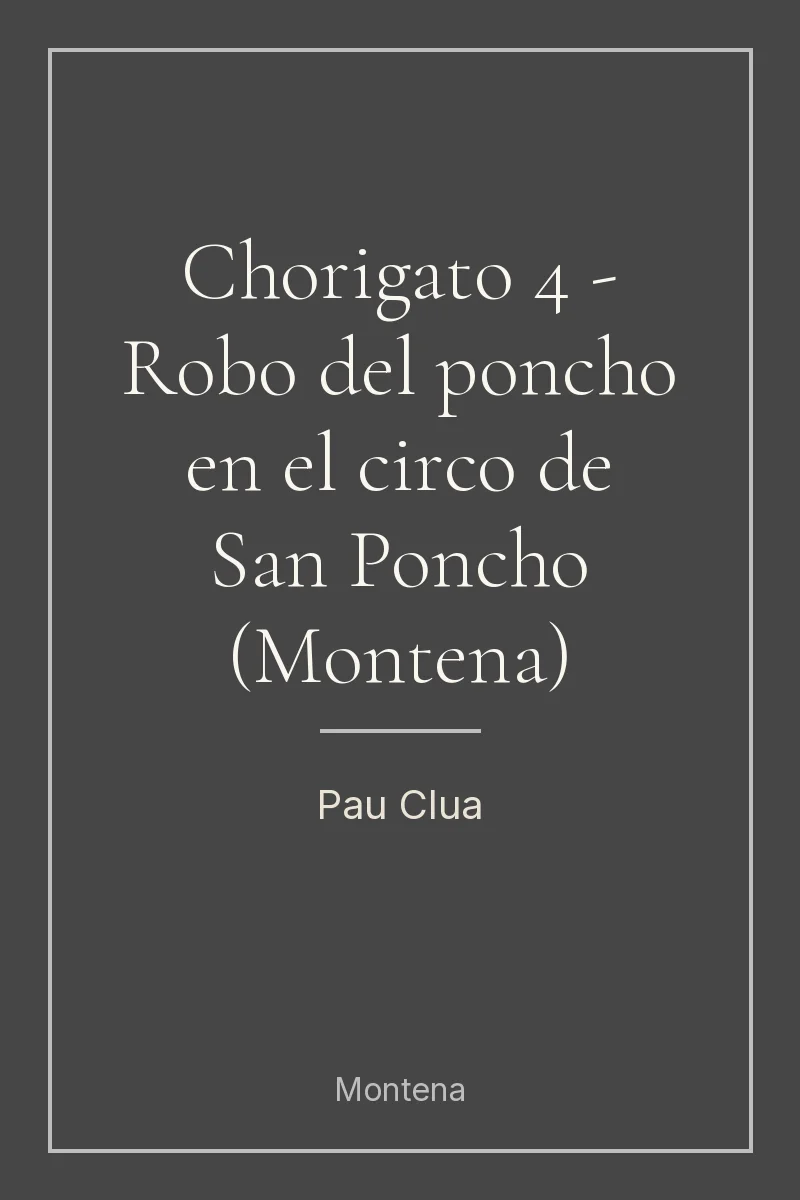 Chorigato 4 -
Robo del poncho
en el circo de
San Poncho
(Montena)
Pau Clua
Montena